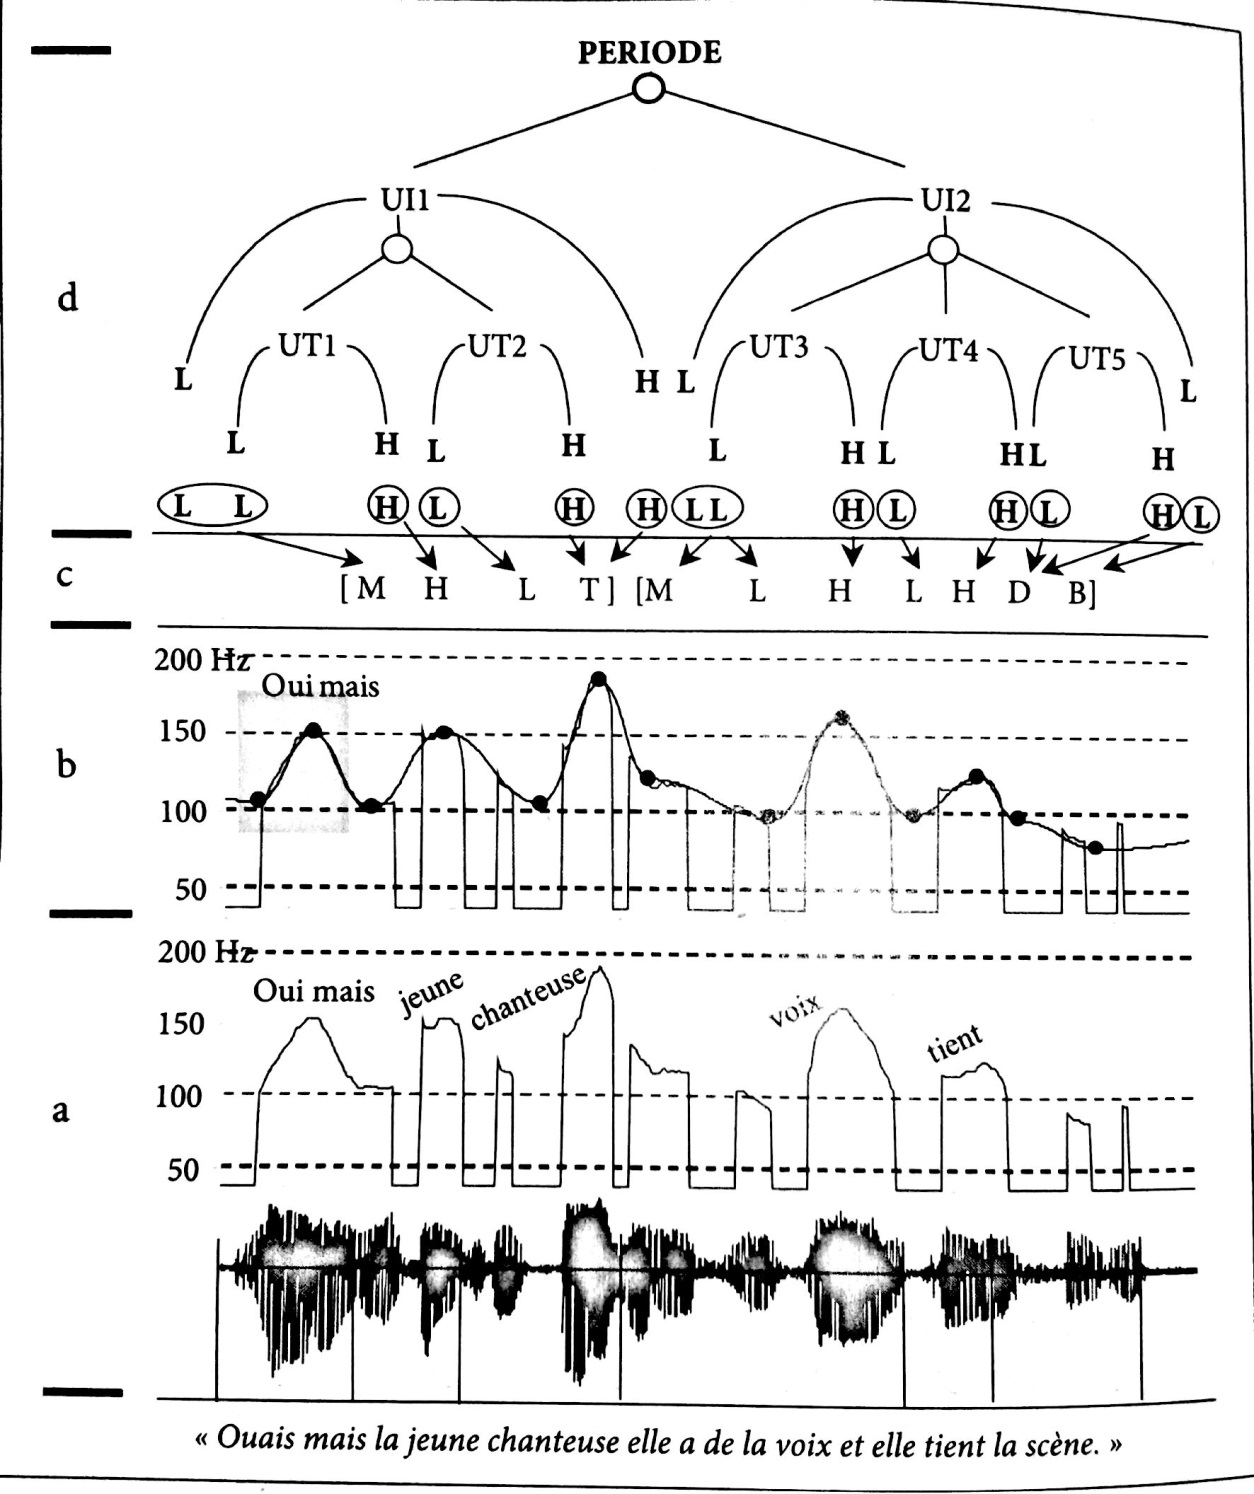 PERIODE
UI1 UI2
d
UT1 UT2 UT3 UT4 UT5
L H L L
L H L H L H L H L H
L L H L H H L L H L H L H L
c
[ M H L T ] [M L H L H D B]
200 Hz
Oui mais
150
b
100
50
200 Hz
Oui mais jeune chanteuse voix tient
150
100
a
50
« Ouais mais la jeune chanteuse elle a de la voix et elle tient la scène. »